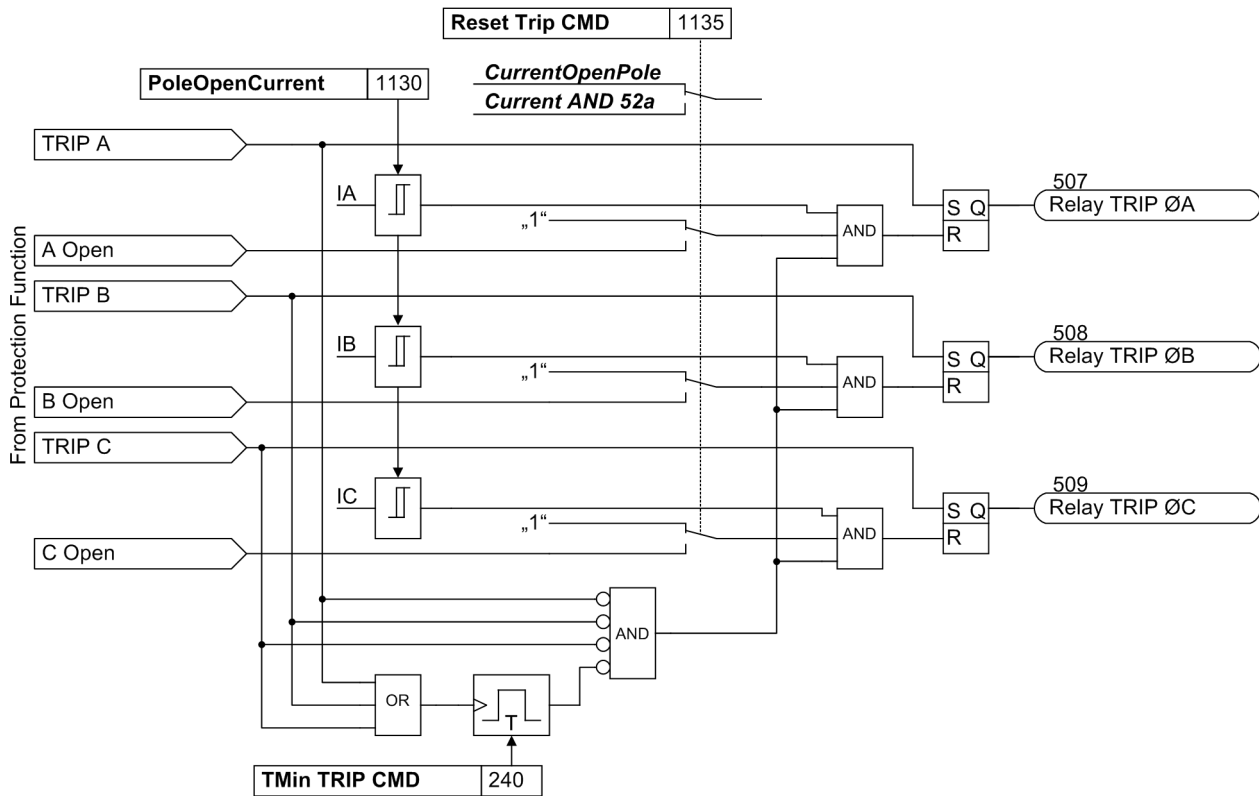 Reset Trip CMD 1135
CurrentOpenPole
PoleOpenCurrent 1130
Current AND 52a
TRIP A
IA
507
S Q
Relay TRIP ØA
„1“
AND
R
A Open
From Protection Function
TRIP B
508
IB
S Q
Relay TRIP ØB
„1“
AND
R
B Open
TRIP C
509
IC
S Q
Relay TRIP ØC
„1“
AND
R
C Open
AND
OR
T
TMin TRIP CMD 240